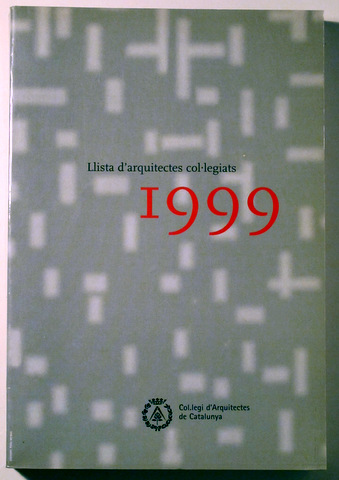 Llista d'arquitectes col·legiats
1999
Col.legi d'Arquitectes
de Catalunya